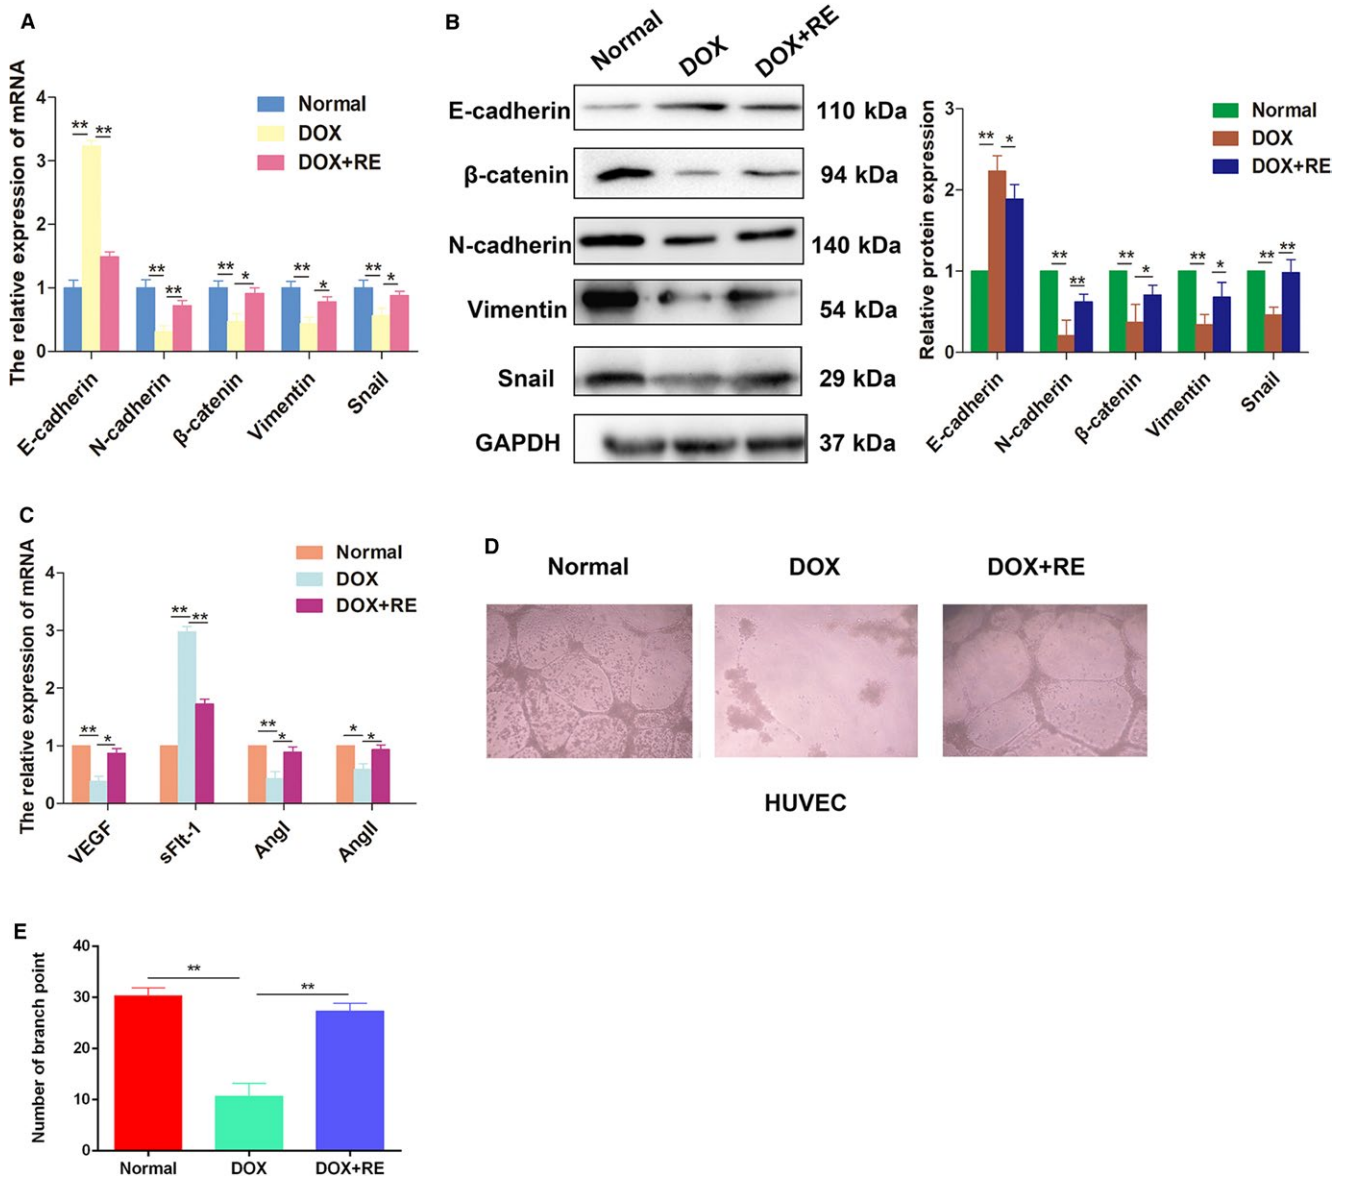 A
The relative expression of mRNA
4
3
2
1
0
** **
** **
** *
** *
** *
Normal
DOX
DOX+RE
E-cadherin
N-cadherin
β-catenin
Vimentin
Snail
B
Normal
DOX
DOX+RE
E-cadherin 110 kDa
β-catenin 94 kDa
N-cadherin 140 kDa
Vimentin 54 kDa
Snail 29 kDa
GAPDH 37 kDa
Relative protein expression
3
2
1
0
** *
** **
** *
** *
** **
Normal
DOX
DOX+RE
E-cadherin
N-cadherin
β-catenin
Vimentin
Snail
C
The relative expression of mRNA
4
3
2
1
0
** *
** **
** *
* *
Normal
DOX
DOX+RE
VEGF
sFlt-1
AngI
AngII
D
Normal
DOX
DOX+RE
HUVEC
E
Number of branch point
40
30
20
10
0
**
**
Normal
DOX
DOX+RE